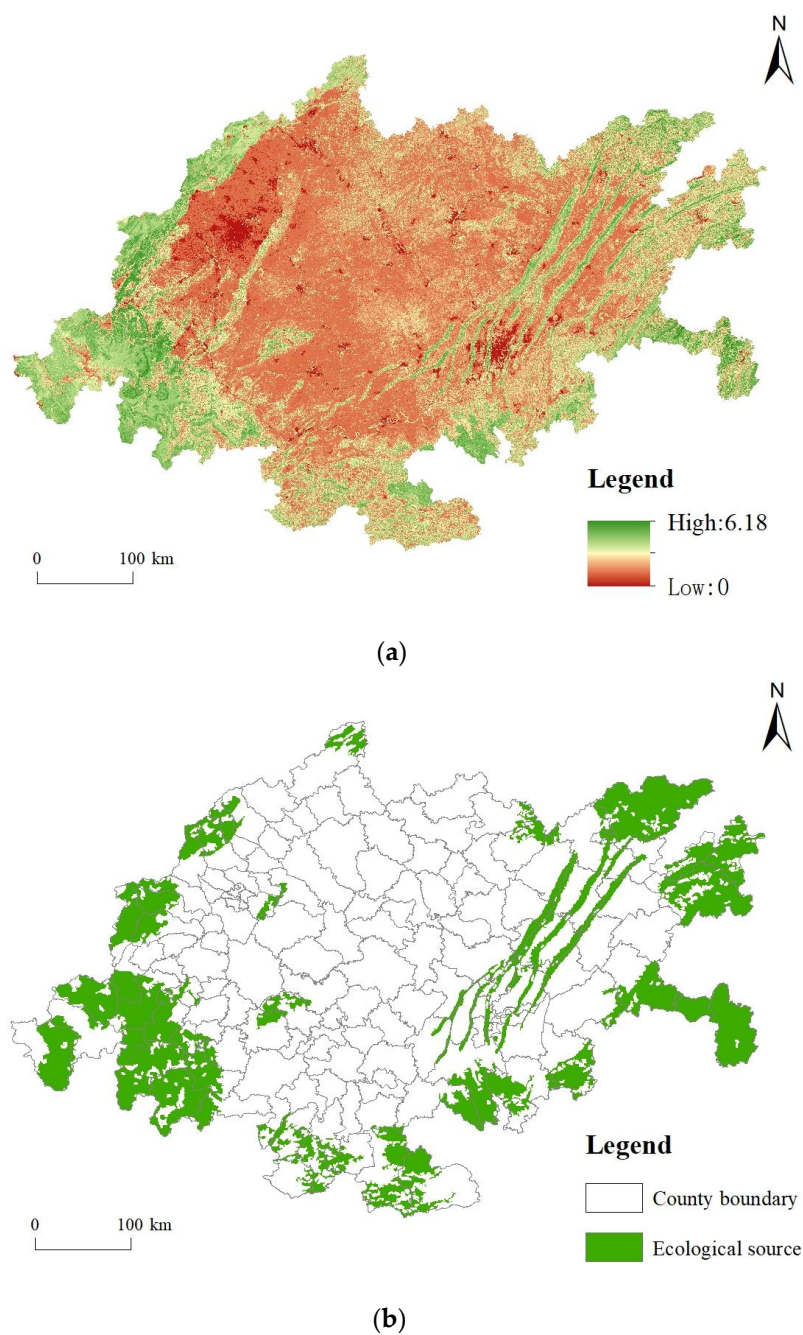 N
Legend
High:6.18
Low:0
0 100 km
(a)
N
Legend
County boundary
Ecological source
0 100 km
(b)